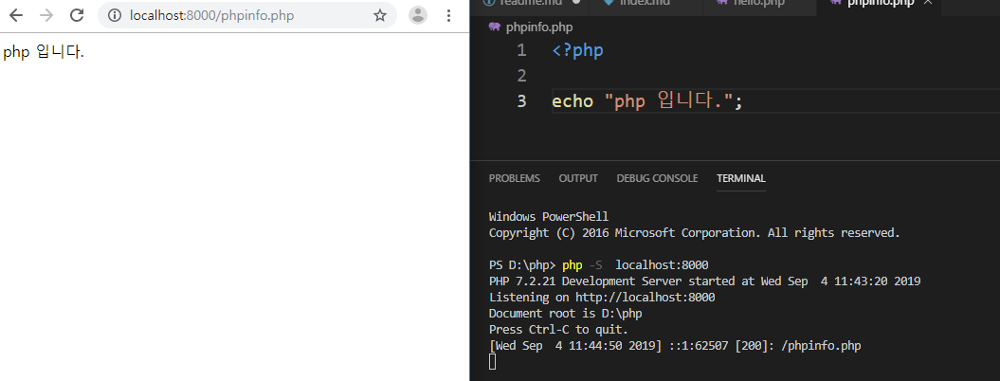 localhost:8000/phpinfo.php
php 입니다.
readme.md
index.md
hello.php
phpinfo.php
phpinfo.php
1 <?php
2
3 echo "php 입니다.";
PROBLEMS OUTPUT DEBUG CONSOLE TERMINAL
Windows PowerShell
Copyright (C) 2016 Microsoft Corporation. All rights reserved.
PS D:\php> php -S  localhost:8000
PHP 7.2.21 Development Server started at Wed Sep  4 11:43:20 2019
Listening on http://localhost:8000
Document root is D:\php
Press Ctrl-C to quit.
[Wed Sep  4 11:44:50 2019] ::1:62507 [200]: /phpinfo.php